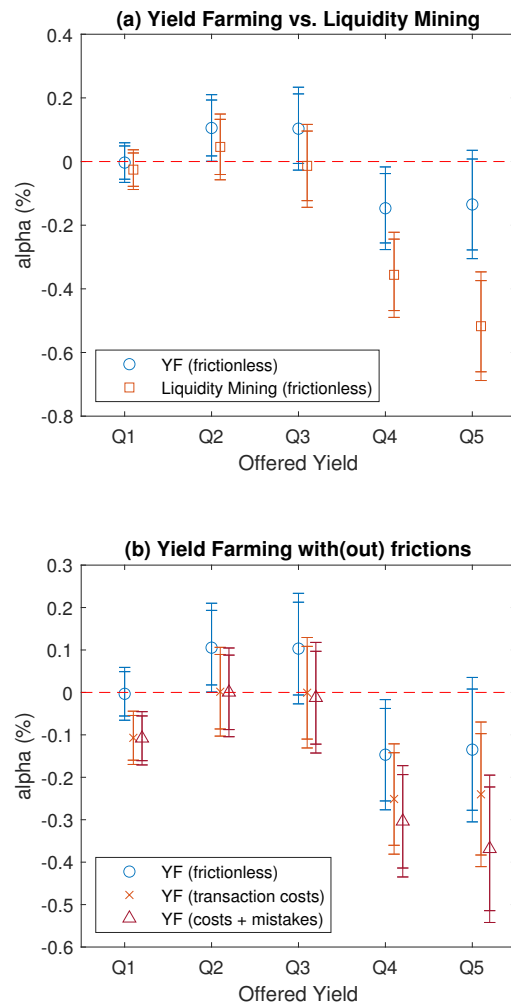 (a) Yield Farming vs. Liquidity Mining
0.4
0.2
0
-0.2
-0.4
-0.6
-0.8
alpha (%)
YF (frictionless)
Liquidity Mining (frictionless)
Q1 Q2 Q3 Q4 Q5
Offered Yield
(b) Yield Farming with(out) frictions
0.3
0.2
0.1
0
-0.1
-0.2
-0.3
-0.4
-0.5
-0.6
alpha (%)
YF (frictionless)
YF (transaction costs)
YF (costs + mistakes)
Q1 Q2 Q3 Q4 Q5
Offered Yield